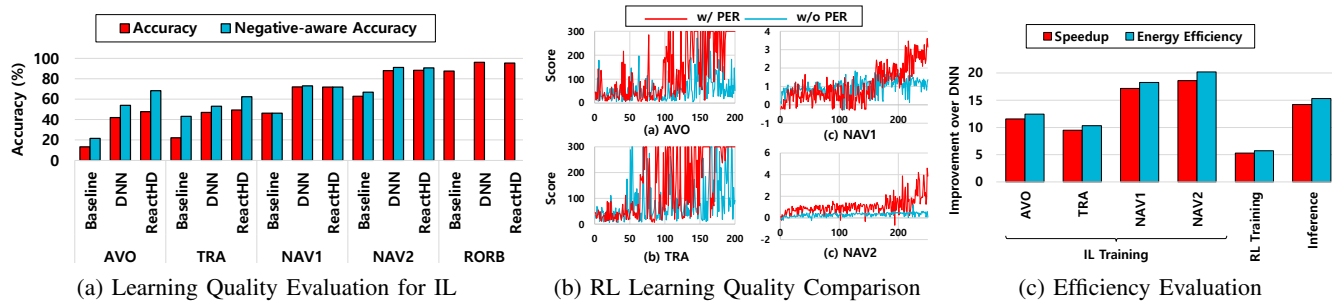 Accuracy Negative-aware Accuracy
Accuracy (%)
100
80
60
40
20
0
Baseline DNN ReactHD Baseline DNN ReactHD Baseline DNN ReactHD Baseline DNN ReactHD Baseline DNN ReactHD
AVO TRA NAV1 NAV2 RORB
(a) Learning Quality Evaluation for IL
w/ PER w/o PER
Score
300
200
100
0
0 50 100 150 200
(a) AVO
4
3
2
1
0
-1
0 100 200
(c) NAV1
Score
300
200
100
0
0 50 100 150 200
(b) TRA
6
4
2
0
-2
0 100 200
(c) NAV2
(b) RL Learning Quality Comparison
Speedup Energy Efficiency
Improvement over DNN
20
15
10
5
0
AVO TRA NAV1 NAV2 RL Training Inference
IL Training
(c) Efficiency Evaluation